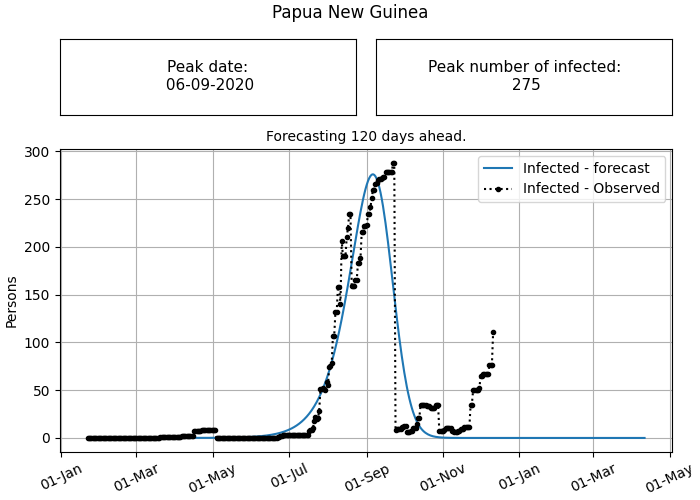 Papua New Guinea
Peak date:
06-09-2020
Peak number of infected:
275
Forecasting 120 days ahead.
Infected - forecast
Infected - Observed
Persons
300
250
200
150
100
50
0
01-Jan
01-Mar
01-May
01-Jul
01-Sep
01-Nov
01-Jan
01-Mar
01-May